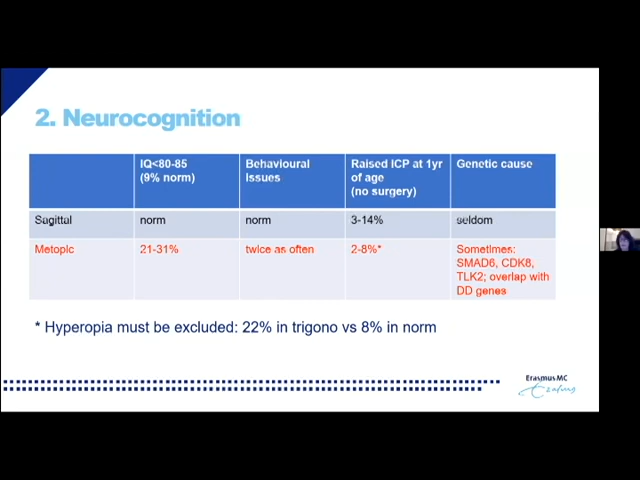 2. Neurocognition
IQ<80-85
(9% norm)
Behavioural
issues
Raised ICP at 1yr
of age
(no surgery)
Genetic cause
Sagittal
norm
norm
3-14%
seldom
Metopic
21-31%
twice as often
2-8%*
Sometimes:
SMAD6, CDK8,
TLK2; overlap with
DD genes
* Hyperopia must be excluded: 22% in trigono vs 8% in norm
Erasmus MC
Erasmus